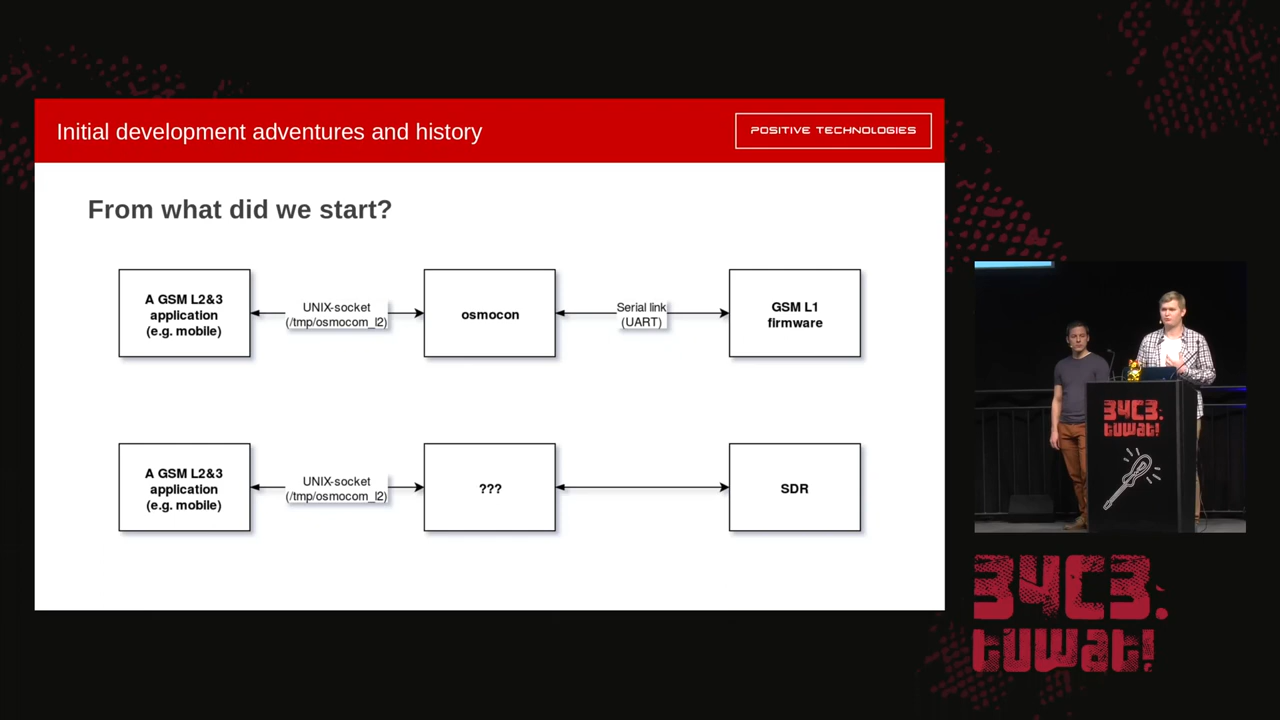 Initial development adventures and history
POSITIVE TECHNOLOGIES
From what did we start?
A GSM L2&3
application
(e.g. mobile)
UNIX-socket
(/tmp/osmocom_l2)
osmocon
Serial link
(UART)
GSM L1
firmware
A GSM L2&3
application
(e.g. mobile)
UNIX-socket
(/tmp/osmocom_l2)
???
SDR
34C3.
tuwat!
34C3.
tuwat!